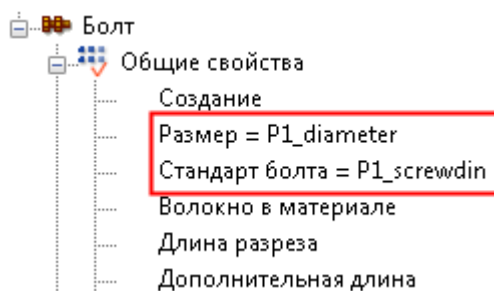 Болт
Общие свойства
Создание
Размер = P1_diameter
Стандарт болта = P1_screwdin
Волокно в материале
Длина разреза
Дополнительная длина